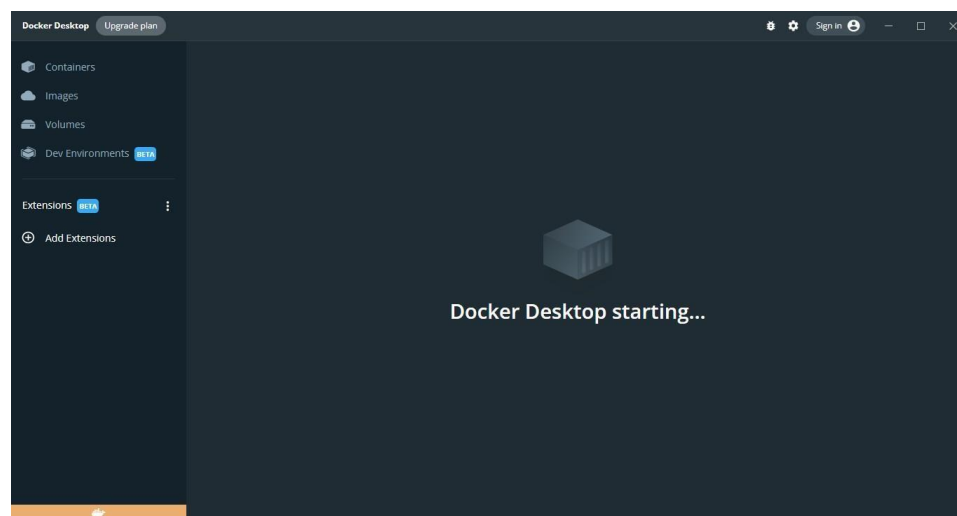 Docker Desktop Upgrade plan Sign in
Containers
Images
Volumes
Dev Environments BETA
Extensions BETA
Add Extensions
Docker Desktop starting...